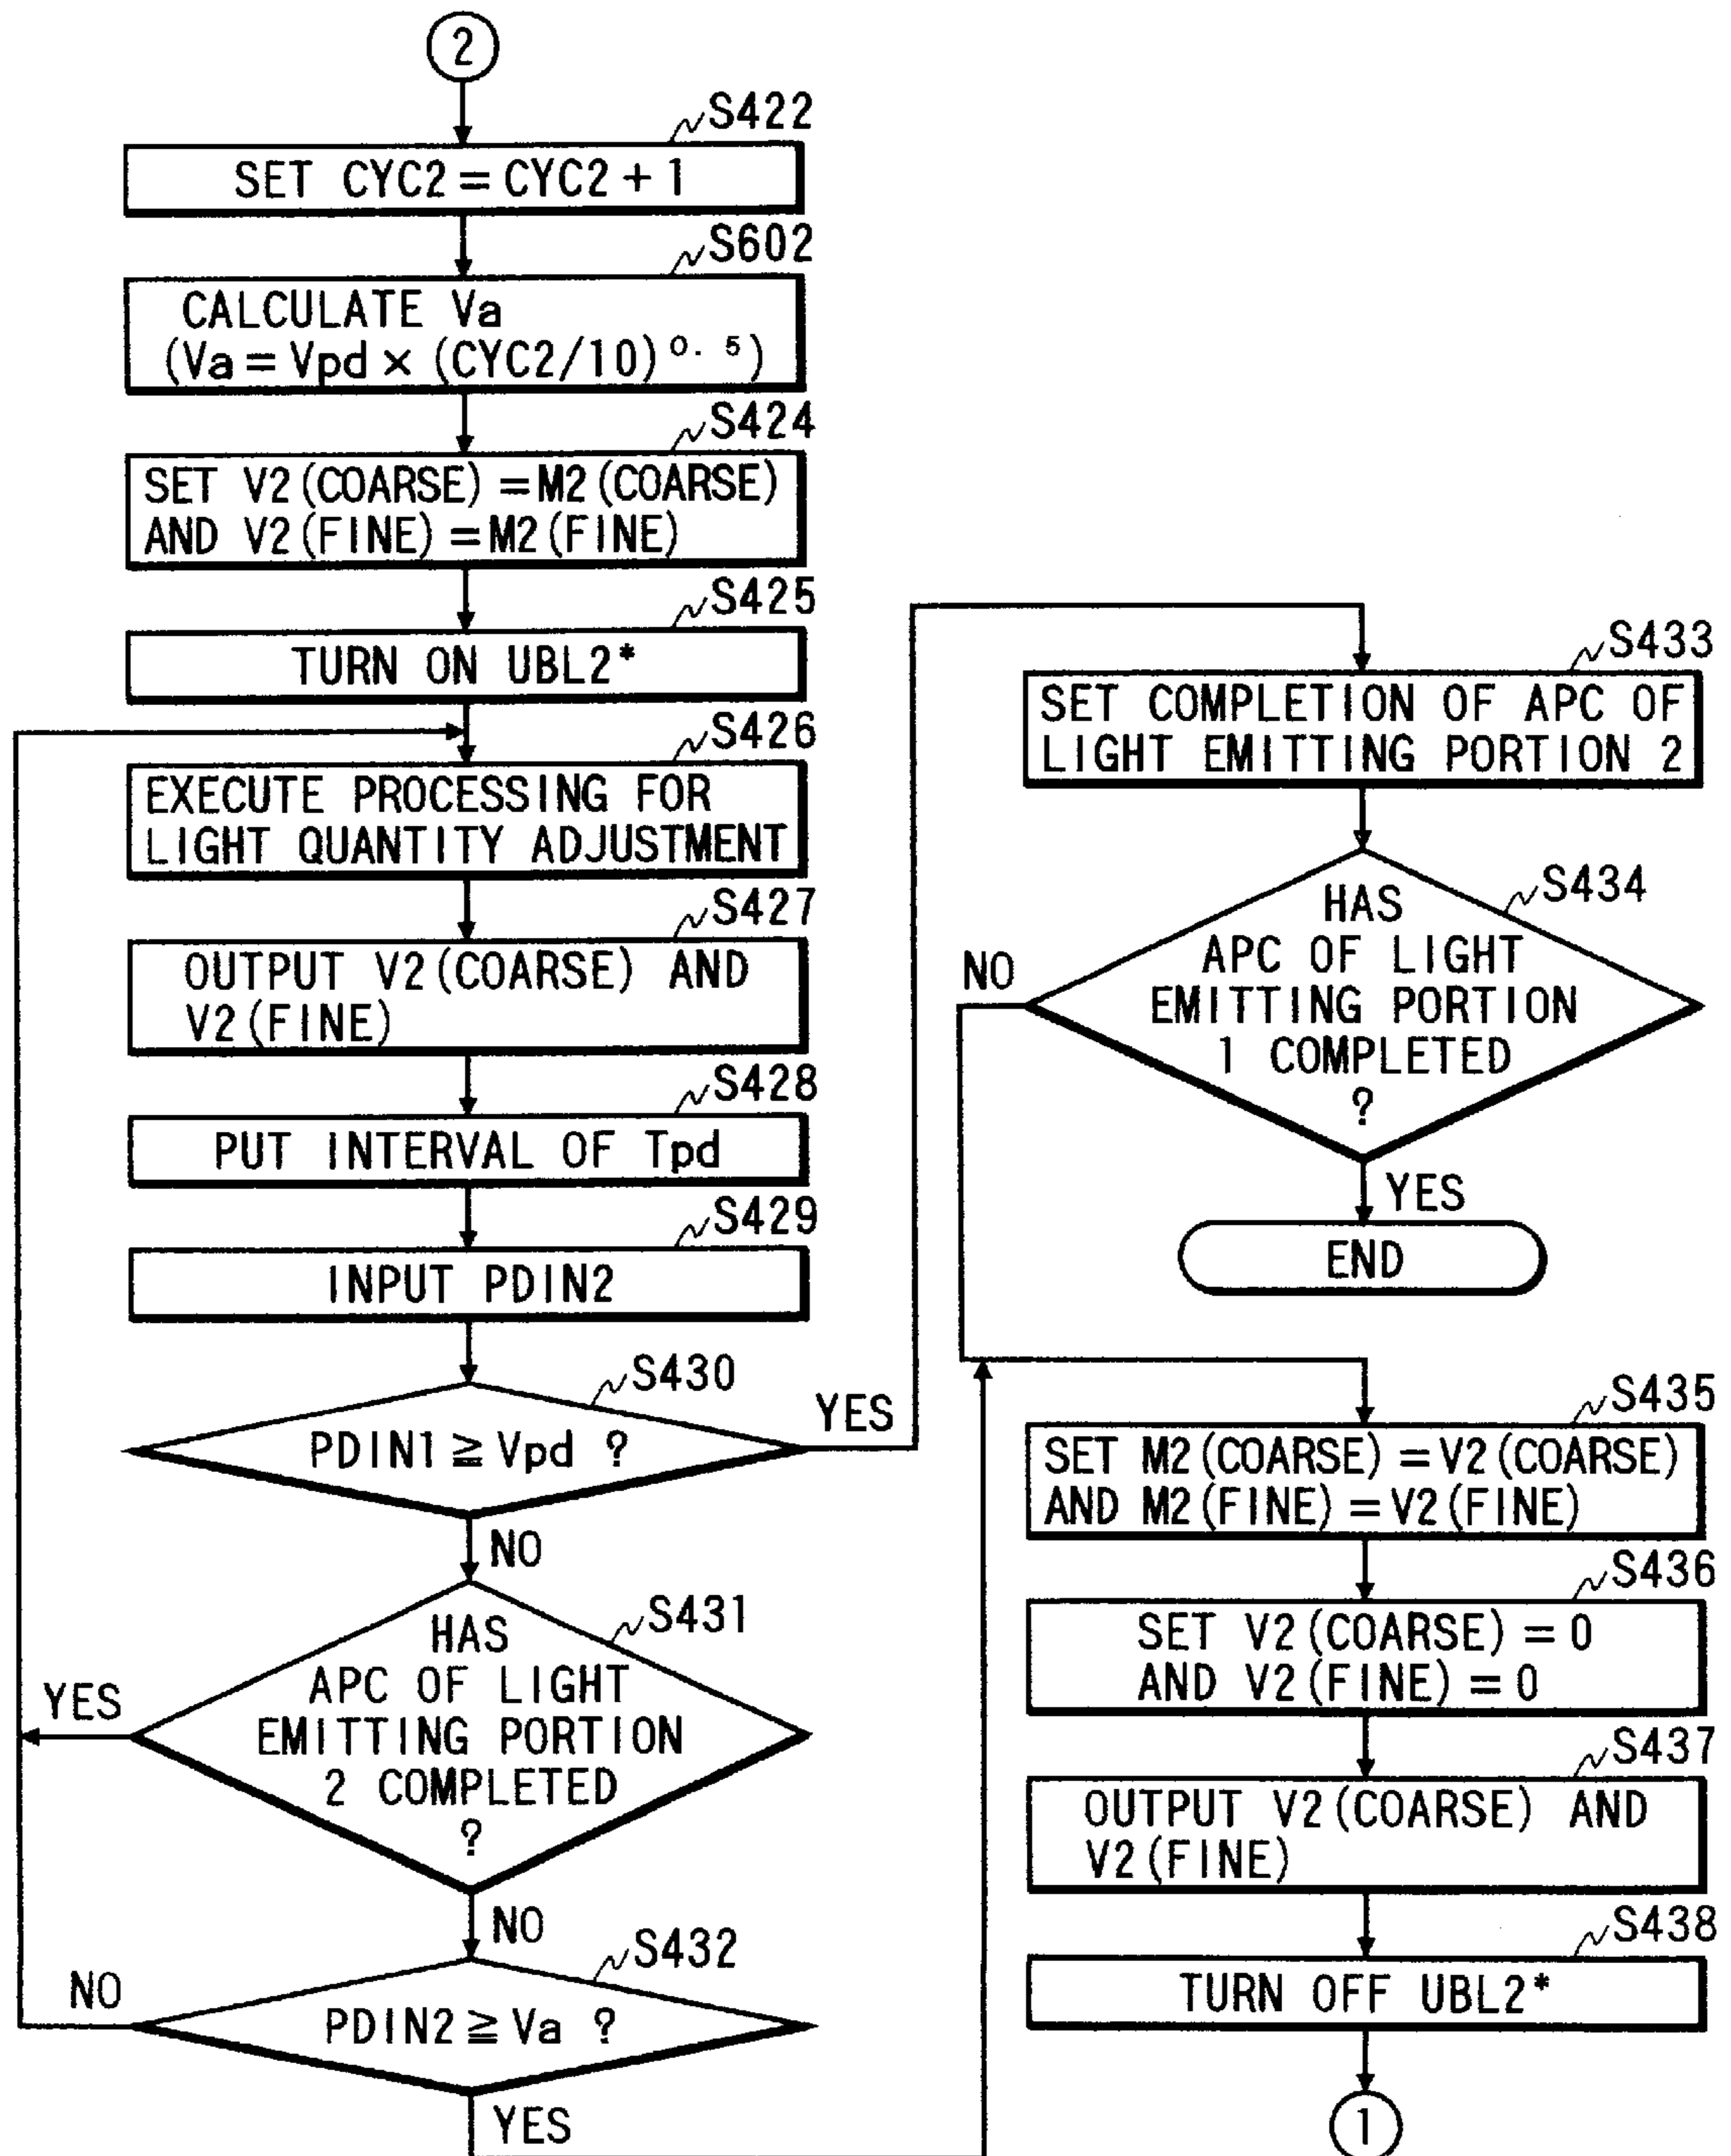 2
S422
SET CYC2 = CYC2 + 1
S602
CALCULATE Va
(Va = Vpd × (CYC2/10)^0.5)
S424
SET V2 (COARSE) = M2 (COARSE)
AND V2 (FINE) = M2 (FINE)
S425
TURN ON UBL2*
S426
EXECUTE PROCESSING FOR
LIGHT QUANTITY ADJUSTMENT
S427
OUTPUT V2 (COARSE) AND
V2 (FINE)
S428
PUT INTERVAL OF Tpd
S429
INPUT PDIN2
S430
PDIN1 ≧ Vpd ?
YES
NO
S431
HAS
APC OF LIGHT
EMITTING PORTION
2 COMPLETED
?
YES
NO
S432
PDIN2 ≧ Va ?
NO
YES
S433
SET COMPLETION OF APC OF
LIGHT EMITTING PORTION 2
S434
HAS
APC OF LIGHT
EMITTING PORTION
1 COMPLETED
?
NO
YES
END
S435
SET M2 (COARSE) = V2 (COARSE)
AND M2 (FINE) = V2 (FINE)
S436
SET V2 (COARSE) = 0
AND V2 (FINE) = 0
S437
OUTPUT V2 (COARSE) AND
V2 (FINE)
S438
TURN OFF UBL2*
1